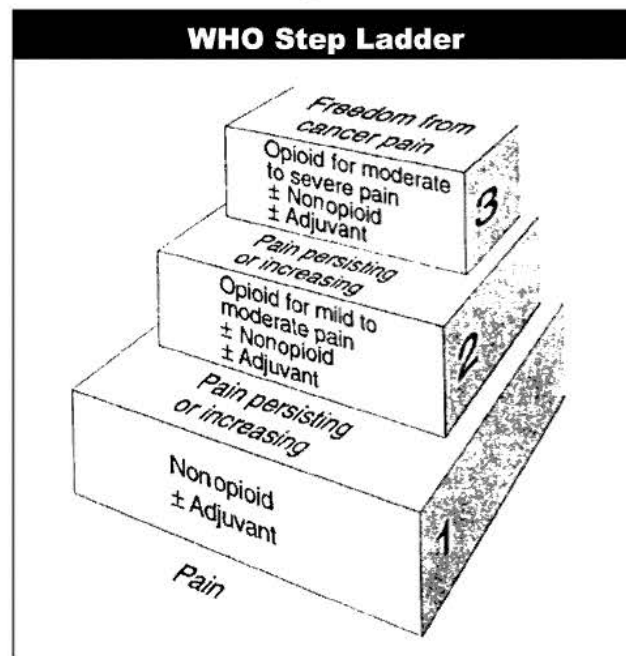 WHO Step Ladder
Freedom from
cancer pain
Opioid for moderate
to severe pain
± Nonopioid
± Adjuvant
3
Pain persisting
or increasing
Opioid for mild to
moderate pain
± Nonopioid
± Adjuvant
2
Pain persisting
or increasing
Nonopioid
± Adjuvant
1
Pain